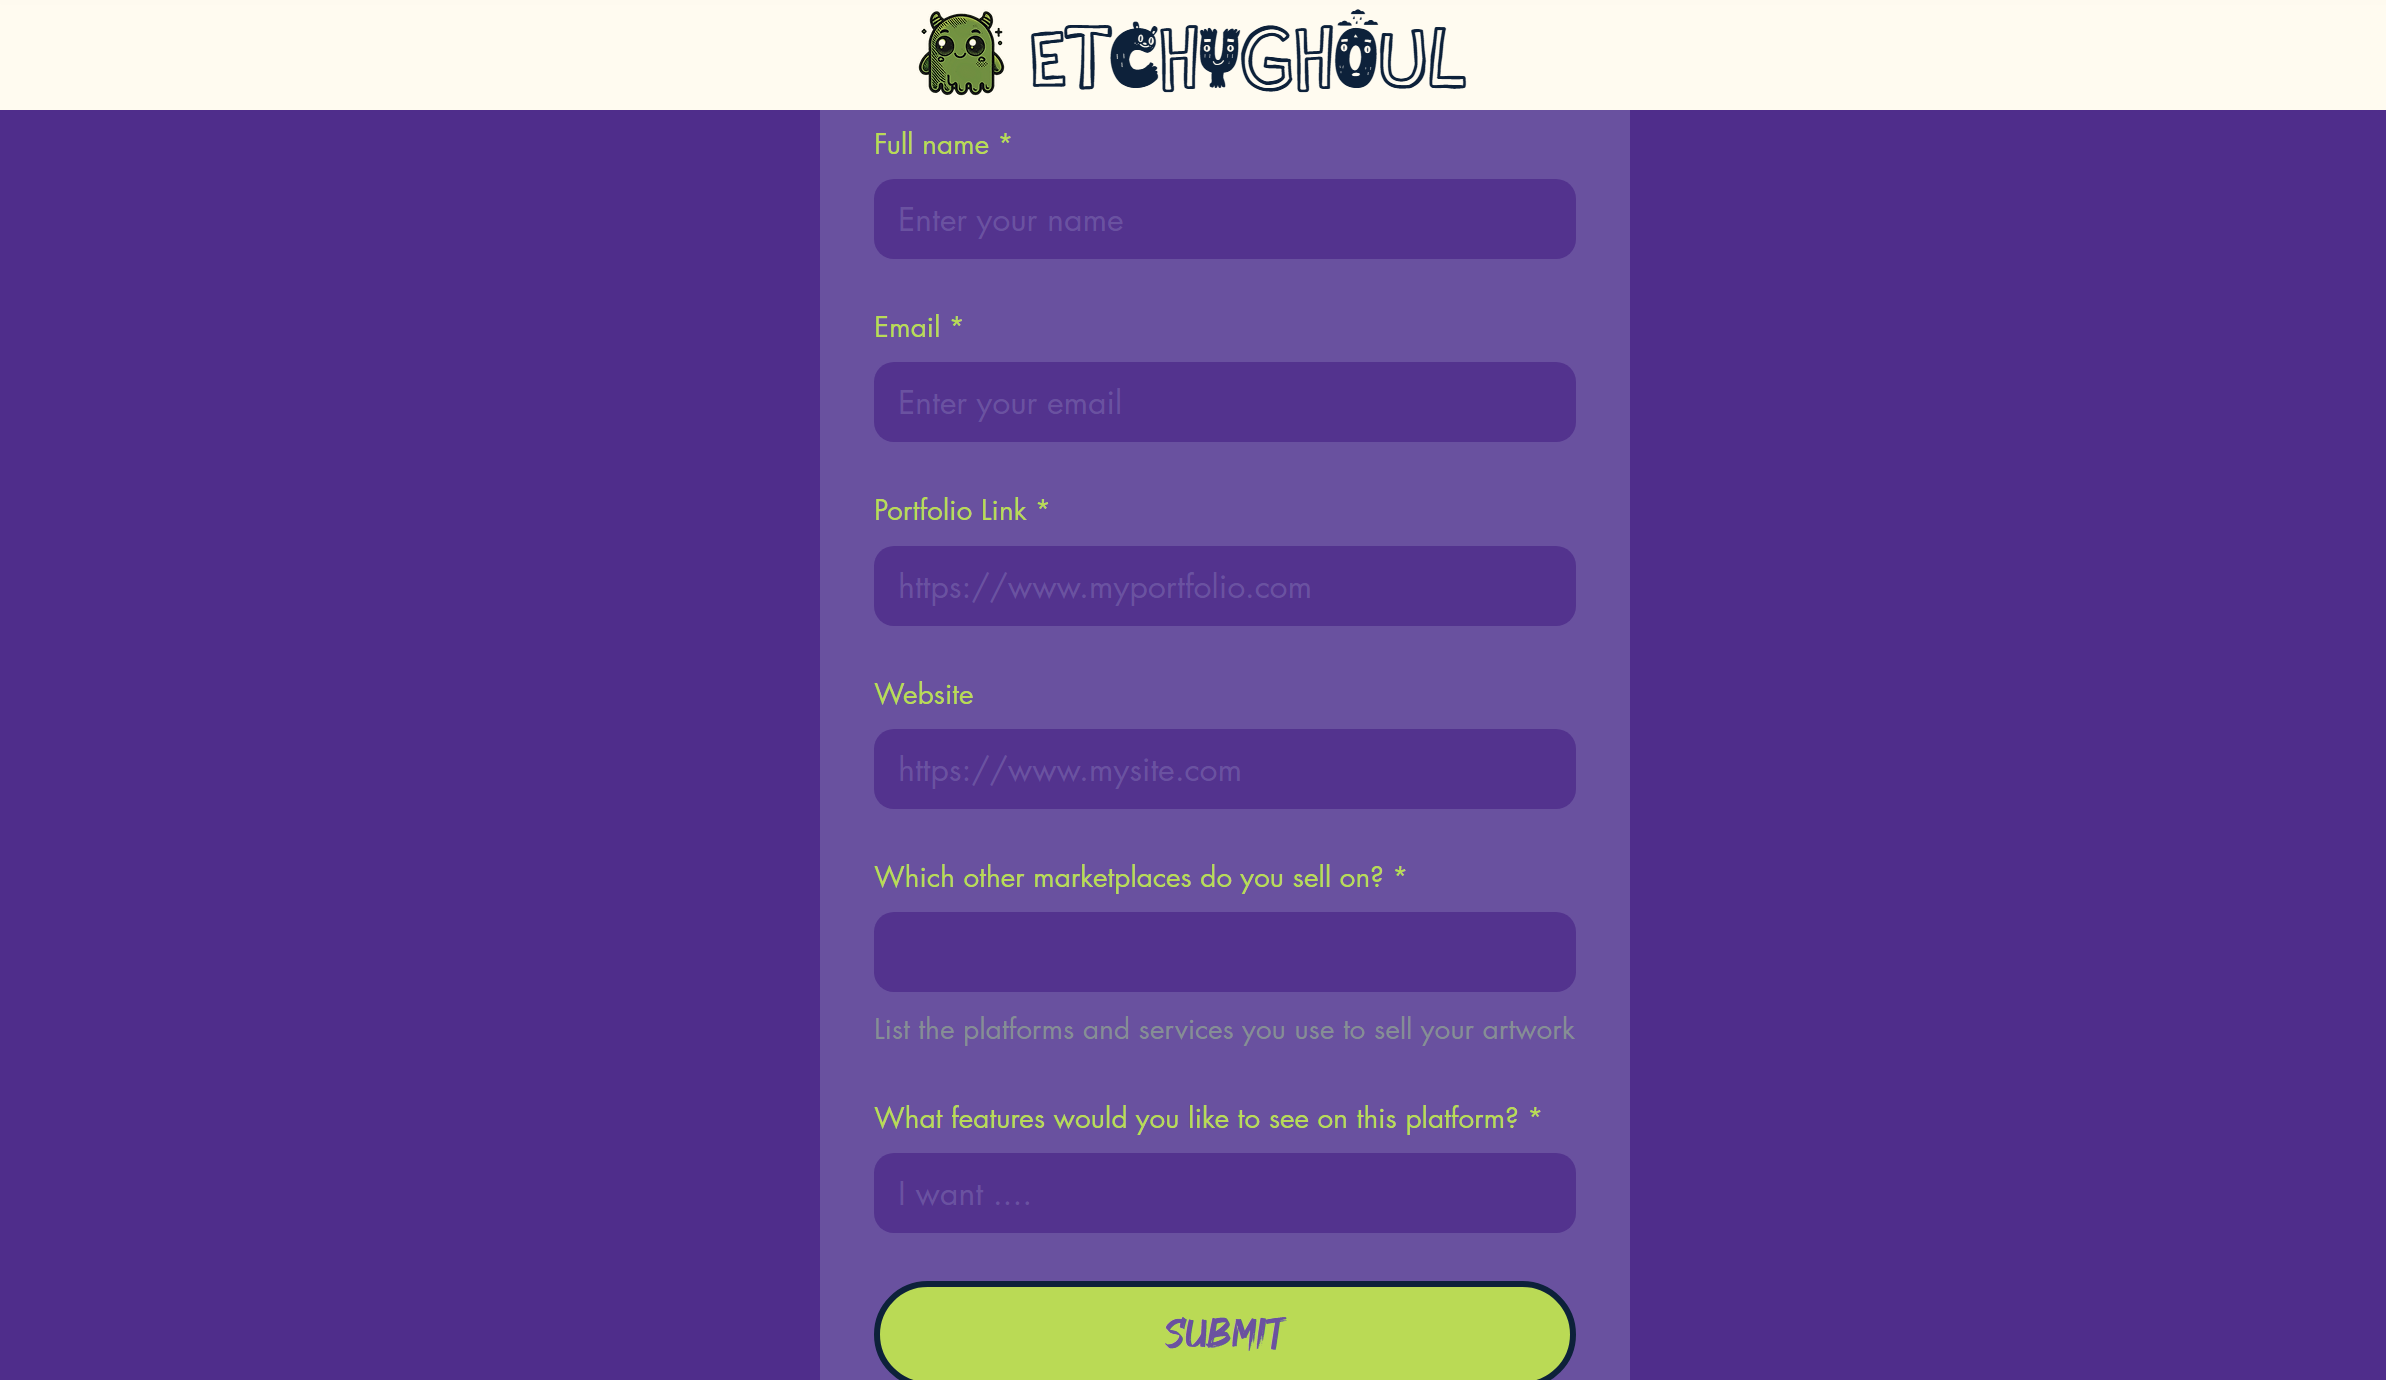 ETCHYGHOUL
Full name *
Enter your name
Email *
Enter your email
Portfolio Link *
https://www.myportfolio.com
Website
https://www.mysite.com
Which other marketplaces do you sell on? *
List the platforms and services you use to sell your artwork
What features would you like to see on this platform? *
I want ....
SUBMIT